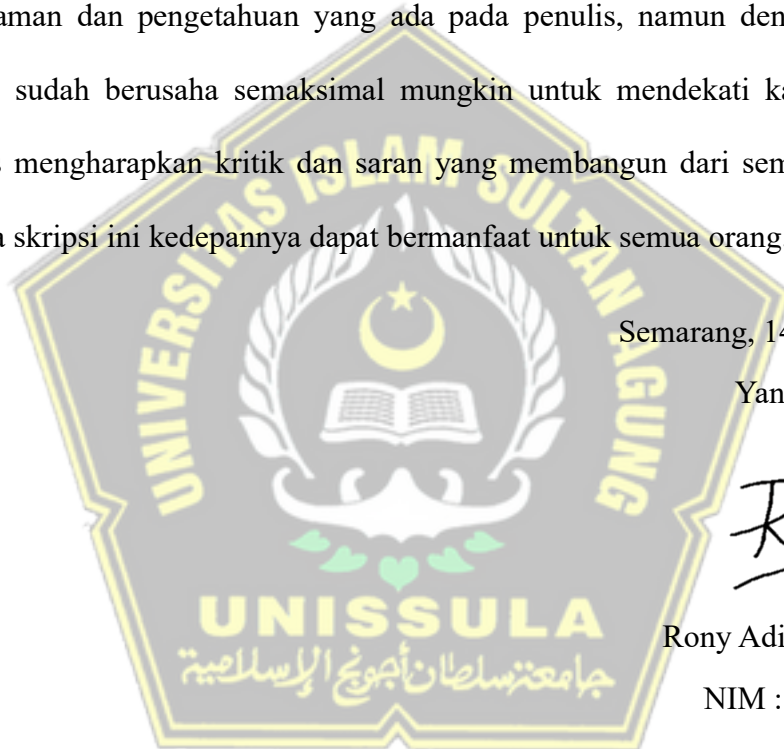 aman dan pengetahuan yang ada pada penulis, namun den
sudah berusaha semaksimal mungkin untuk mendekati ka
mengharapkan kritik dan saran yang membangun dari sem
skripsi ini kedepannya dapat bermanfaat untuk semua orang
UNIVERSITAS ISLAM SULTAN AGUNG
Semarang, 14
Yan
UNISSULA
جامعتسلطان أجونج الإسلامية
Rony Adi
NIM :